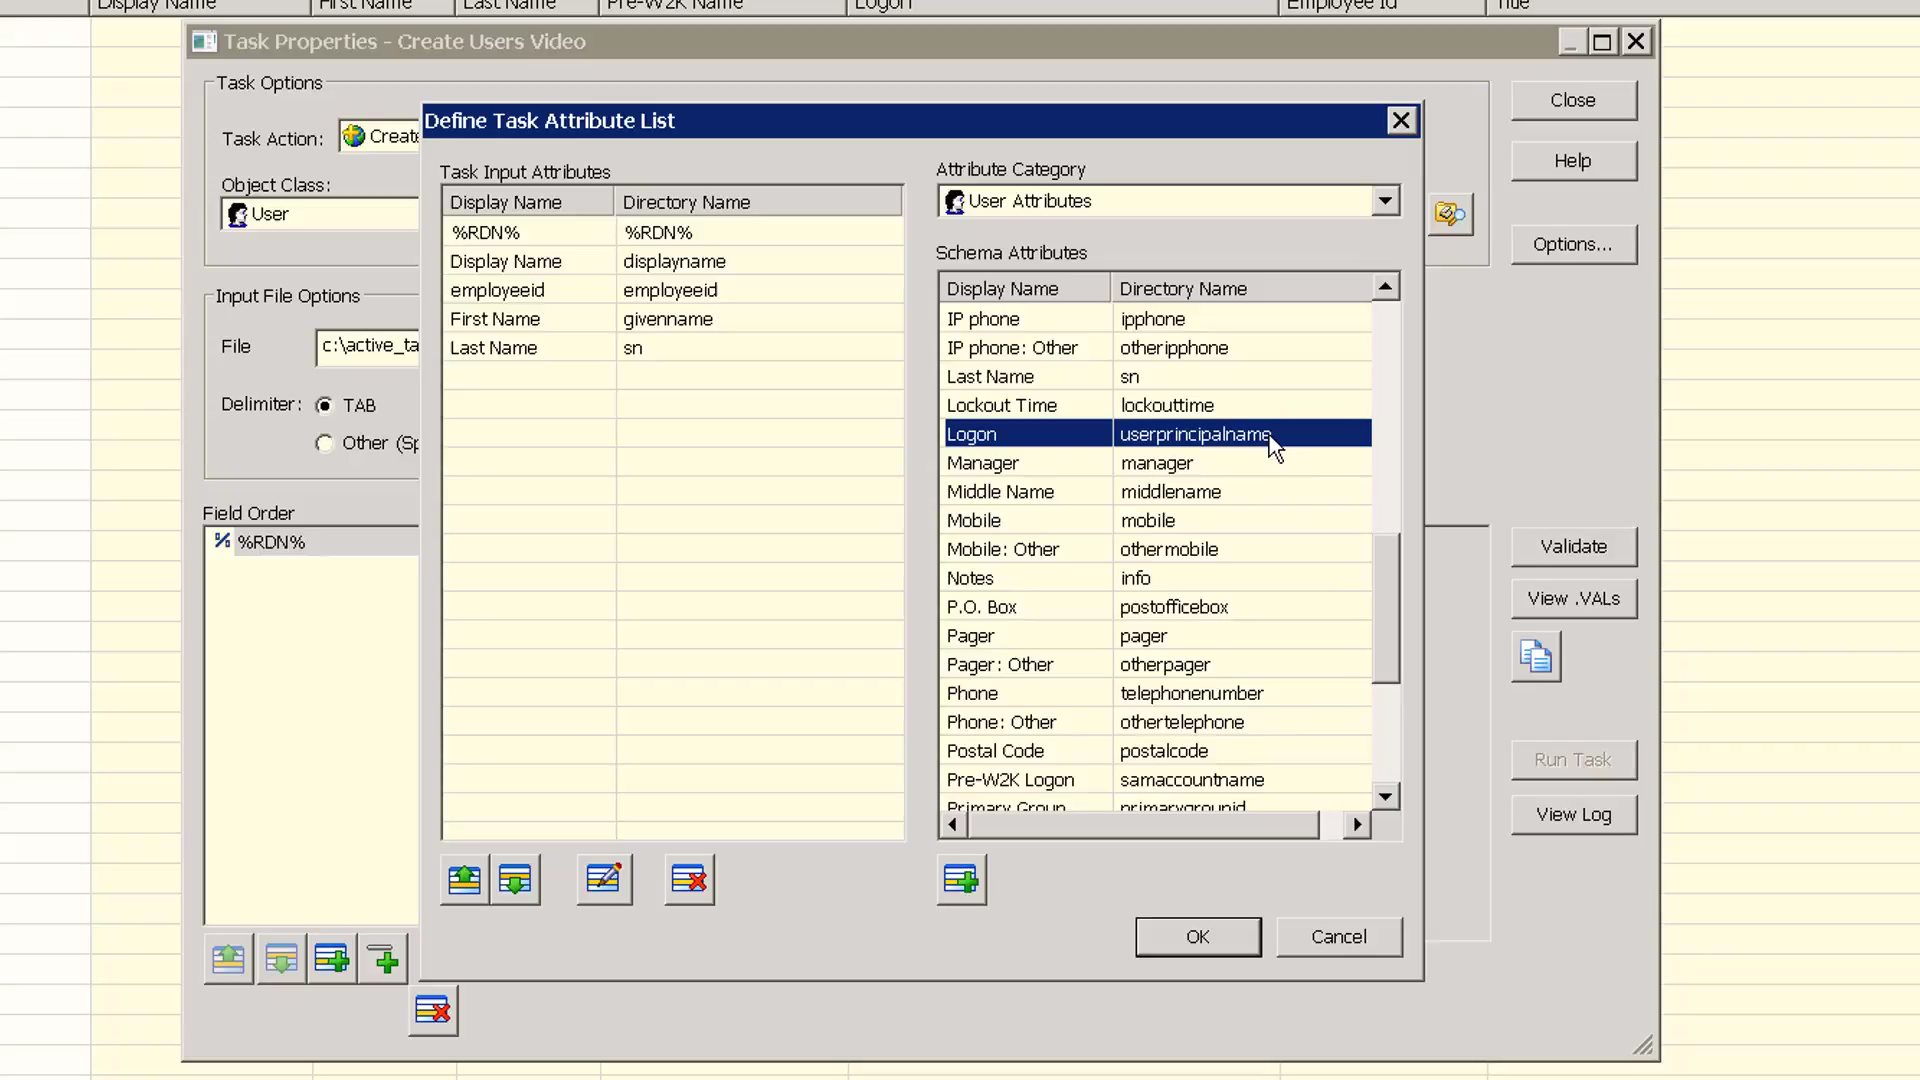 Display Name First Name Last Name Pre-W2K Name Logon Employee Id Title
Task Properties - Create Users Video
Task Options
Task Action: Create
Object Class:
User
Input File Options
File c:\active_ta
Delimiter: TAB
Other (Sp
Field Order
%RDN%
Define Task Attribute List
Task Input Attributes
Display Name Directory Name
%RDN% %RDN%
Display Name displayname
employeeid employeeid
First Name givenname
Last Name sn
Attribute Category
User Attributes
Schema Attributes
Display Name Directory Name
IP phone ipphone
IP phone: Other otheripphone
Last Name sn
Lockout Time lockouttime
Logon userprincipalname
Manager manager
Middle Name middlename
Mobile mobile
Mobile: Other othermobile
Notes info
P.O. Box postofficebox
Pager pager
Pager: Other otherpager
Phone telephonenumber
Phone: Other othertelephone
Postal Code postalcode
Pre-W2K Logon samaccountname
Primary Group primarygroupid
OK Cancel
Close
Help
Options...
Validate
View .VALs
Run Task
View Log